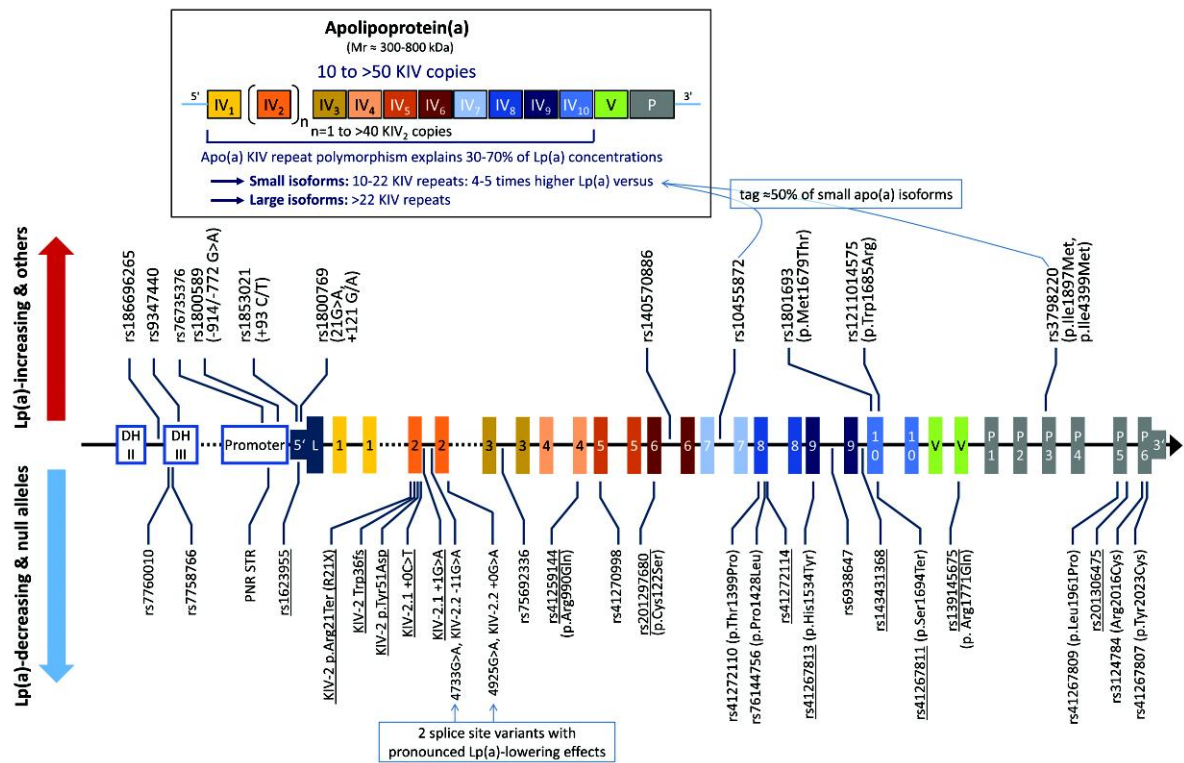 Apolipoprotein(a)
(Mr ≈ 300-800 kDa)
10 to >50 KIV copies
5' IV1 IV2 n IV3 IV4 IV5 IV6 IV7 IV8 IV9 IV10 V P 3'
n=1 to >40 KIV2 copies
Apo(a) KIV repeat polymorphism explains 30-70% of Lp(a) concentrations
Small isoforms: 10-22 KIV repeats: 4-5 times higher Lp(a) versus
Large isoforms: >22 KIV repeats
tag ≈50% of small apo(a) isoforms
Lp(a)-increasing & others
rs186696265
rs9347440
rs76735376
rs1800589
(-914/-772 G>A)
rs1853021
(+93 C/T)
rs1800769
(21G>A,
+121 G/A)
rs140570886
rs10455872
rs1801693
(p.Met1679Thr)
rs1211014575
(p.Trp1685Arg)
rs3798220
(p.Ile1897Met,
p.Ile4399Met)
DH II
DH III
Promoter
5' L 1 1 2 2 3 3 4 4 5 5 6 6 7 7 8 8 9 9 10 10 V V P1 P2 P3 P4 P5 P6 3'
Lp(a)-decreasing & null alleles
rs7760010
rs7758766
PNR STR
rs1623955
KIV-2 p.Arg21Ter (R21X)
KIV-2 Trp36fs
KIV-2 p.Tyr51Asp
KIV-2.1 +0C>T
KIV-2.1 +1G>A
4733G>A, KIV-2.2 -11G>A
4925G>A, KIV-2.2 +0G>A
rs75692336
rs41259144
(p.Arg990Gln)
rs41270998
rs201297680
(p.Cys122Ser)
rs41272110 (p.Thr1399Pro)
rs76144756 (p.Pro1428Leu)
rs41272114
rs41267813 (p.His1534Tyr)
rs6938647
rs143431368
rs41267811 (p.Ser1694Ter)
rs139145675
(p. Arg1771Gln)
rs41267809 (p.Leu1961Pro)
rs201306475
rs3124784 (Arg2016Cys)
rs41267807 (p.Tyr2023Cys)
2 splice site variants with
pronounced Lp(a)-lowering effects